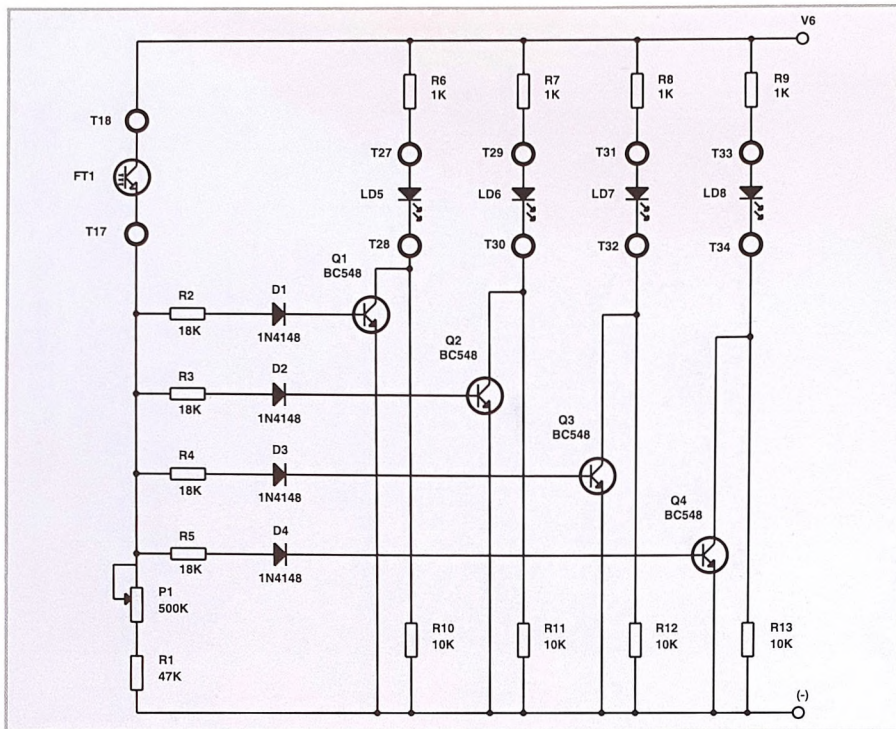 V6
R6
1K
R7
1K
R8
1K
R9
1K
T18
T27
T29
T31
T33
FT1
LD5
LD6
LD7
LD8
T17
T28
T30
T32
T34
Q1
BC548
R2
18K
D1
1N4148
Q2
BC548
R3
18K
D2
1N4148
Q3
BC548
R4
18K
D3
1N4148
Q4
BC548
R5
18K
D4
1N4148
P1
500K
R10
10K
R11
10K
R12
10K
R13
10K
R1
47K
(-)